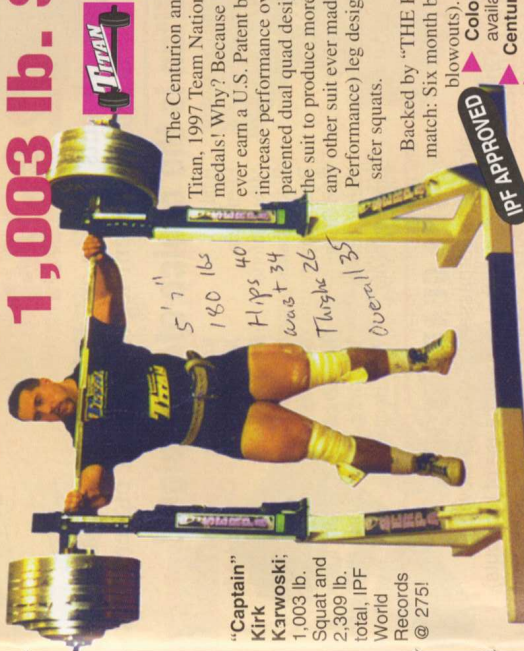 1,003 lb. S
TITAN
The Centurion an
Titan, 1997 Team Nation
medals! Why? Because
ever earn a U.S. Patent b
increase performance ov
patented dual quad desi
the suit to produce more
any other suit ever mad
Performance) leg desig
safer squats.
Backed by “THE F
match: Six month b
blowouts).
Colo
availa
Centur
IPF APPROVED
5'7"
180 lbs
Hips 40
waist 34
Thighs 26
Overall 35
TITAN
“Captain”
Kirk
Karwoski;
1,003 lb.
Squat and
2,309 lb.
total, IPF
World
Records
@ 275!